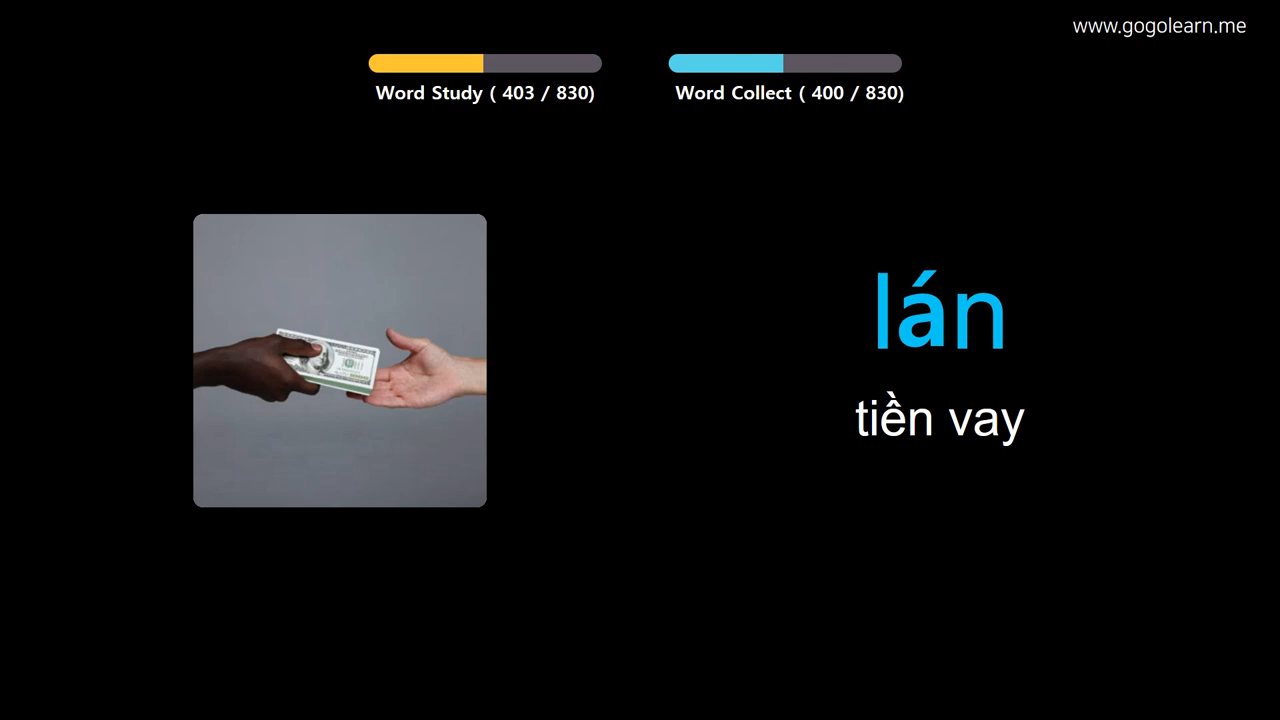 www.gogolearn.me
Word Study ( 403 / 830)
Word Collect ( 400 / 830)
lán
tiền vay